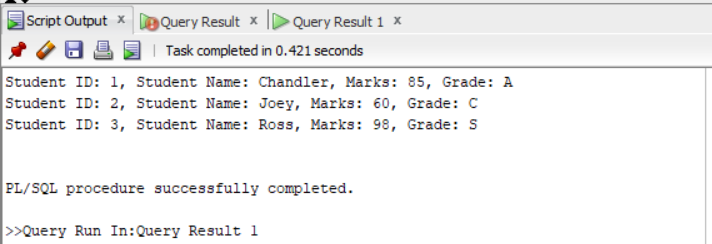 Script Output x Query Result x Query Result 1 x
Task completed in 0.421 seconds
Student ID: 1, Student Name: Chandler, Marks: 85, Grade: A
Student ID: 2, Student Name: Joey, Marks: 60, Grade: C
Student ID: 3, Student Name: Ross, Marks: 98, Grade: S
PL/SQL procedure successfully completed.
>>Query Run In:Query Result 1